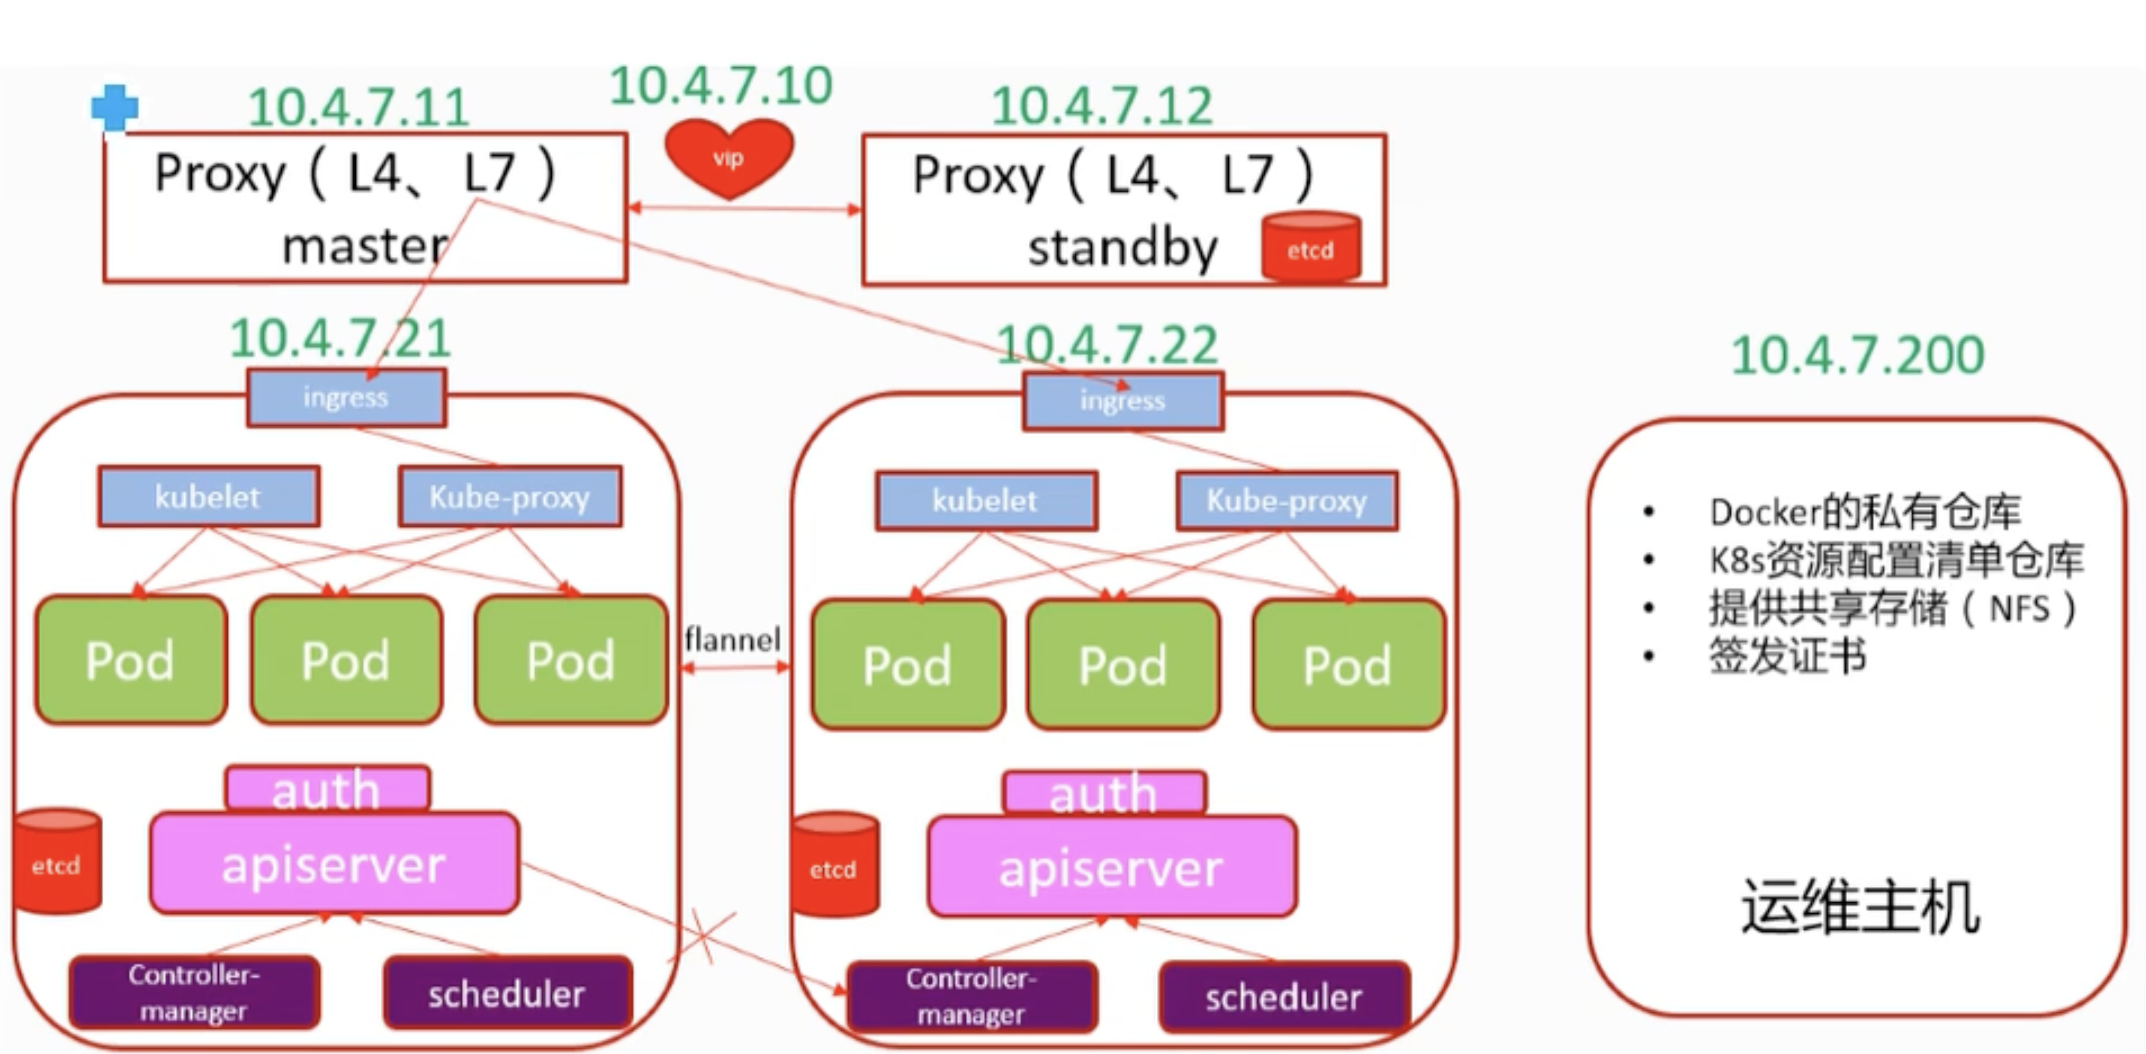 10.4.7.11
10.4.7.10
10.4.7.12
Proxy（ L4、 L7 ）
master
vip
Proxy（ L4、 L7 ）
standby
etcd
10.4.7.21
10.4.7.22
10.4.7.200
ingress
kubelet
Kube-proxy
Pod
Pod
Pod
auth
apiserver
etcd
Controller-
manager
scheduler
flannel
ingress
kubelet
Kube-proxy
Pod
Pod
Pod
auth
apiserver
etcd
Controller-
manager
scheduler
• Docker的私有仓库
• K8s资源配置清单仓库
• 提供共享存储（ NFS ）
• 签发证书
运维主机